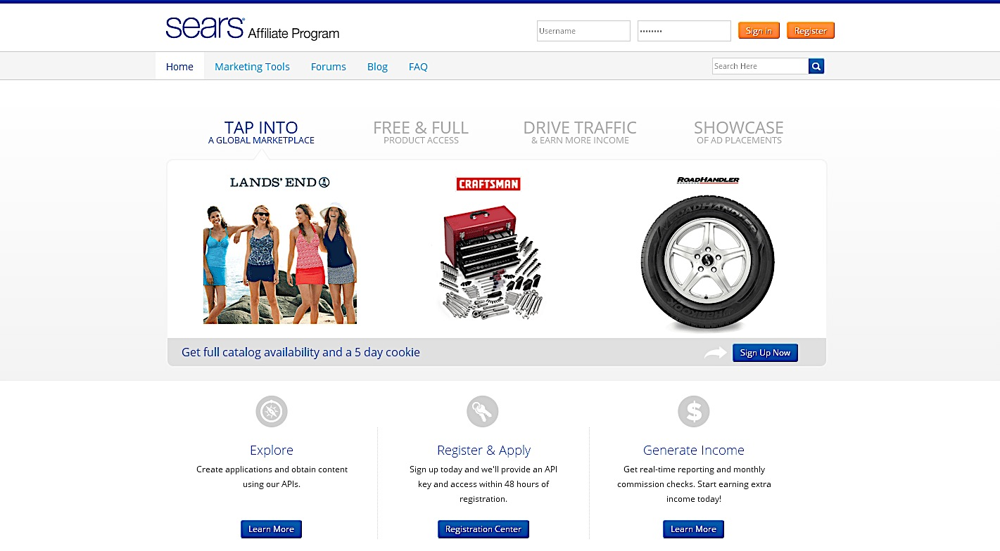 sears Affiliate Program
Username
••••••••
Sign in
Register
Home
Marketing Tools
Forums
Blog
FAQ
Search Here
TAP INTO
A GLOBAL MARKETPLACE
FREE & FULL
PRODUCT ACCESS
DRIVE TRAFFIC
& EARN MORE INCOME
SHOWCASE
OF AD PLACEMENTS
LANDS' END
CRAFTSMAN
ROADHANDLER
ROADHANDLER
Get full catalog availability and a 5 day cookie
Sign Up Now
Explore
Create applications and obtain content
using our APIs.
Learn More
Register & Apply
Sign up today and we'll provide an API
key and access within 48 hours of
registration.
Registration Center
Generate Income
Get real-time reporting and monthly
commission checks. Start earning extra
income today!
Learn More